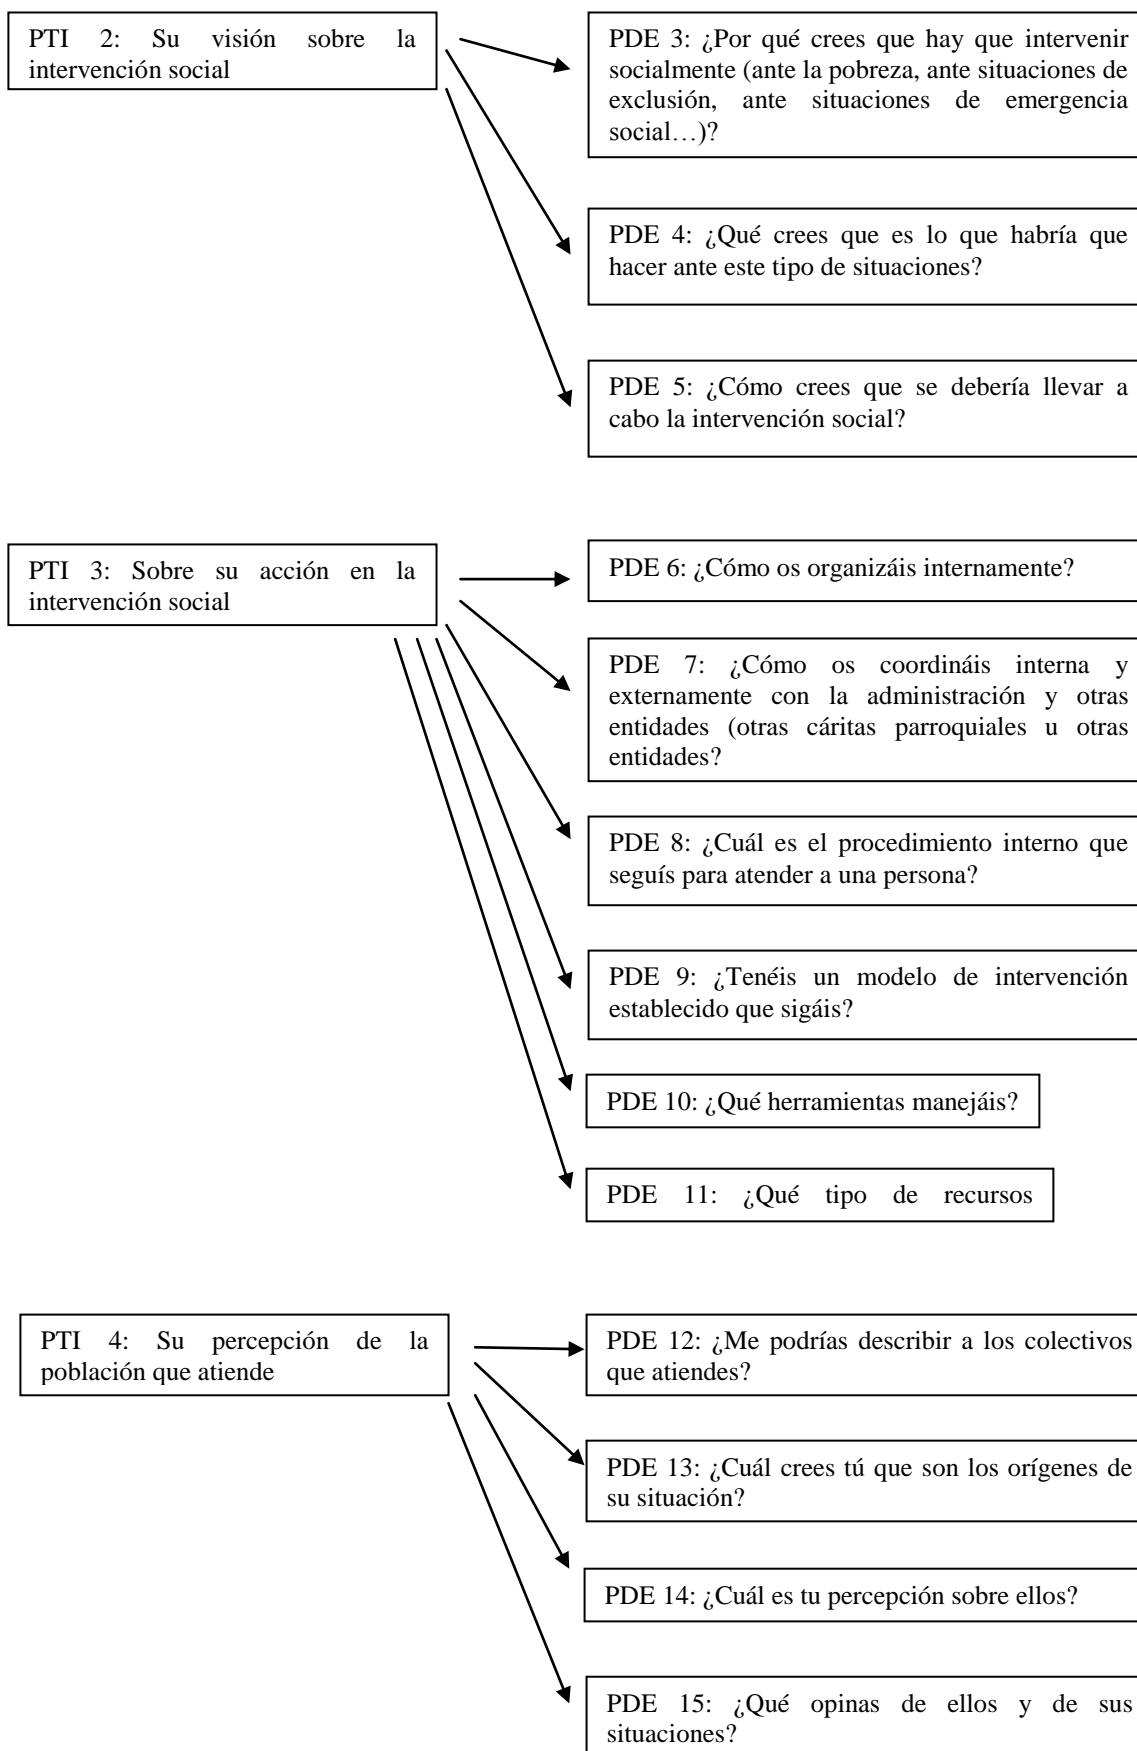 PTI 2: Su visión sobre la
intervención social
PDE 3: ¿Por qué crees que hay que intervenir
socialmente (ante la pobreza, ante situaciones de
exclusión, ante situaciones de emergencia
social…)?
PDE 4: ¿Qué crees que es lo que habría que
hacer ante este tipo de situaciones?
PDE 5: ¿Cómo crees que se debería llevar a
cabo la intervención social?
PTI 3: Sobre su acción en la
intervención social
PDE 6: ¿Cómo os organizáis internamente?
PDE 7: ¿Cómo os coordináis interna y
externamente con la administración y otras
entidades (otras cáritas parroquiales u otras
entidades?
PDE 8: ¿Cuál es el procedimiento interno que
seguís para atender a una persona?
PDE 9: ¿Tenéis un modelo de intervención
establecido que sigáis?
PDE 10: ¿Qué herramientas manejáis?
PDE 11: ¿Qué tipo de recursos
PTI 4: Su percepción de la
población que atiende
PDE 12: ¿Me podrías describir a los colectivos
que atiendes?
PDE 13: ¿Cuál crees tú que son los orígenes de
su situación?
PDE 14: ¿Cuál es tu percepción sobre ellos?
PDE 15: ¿Qué opinas de ellos y de sus
situaciones?